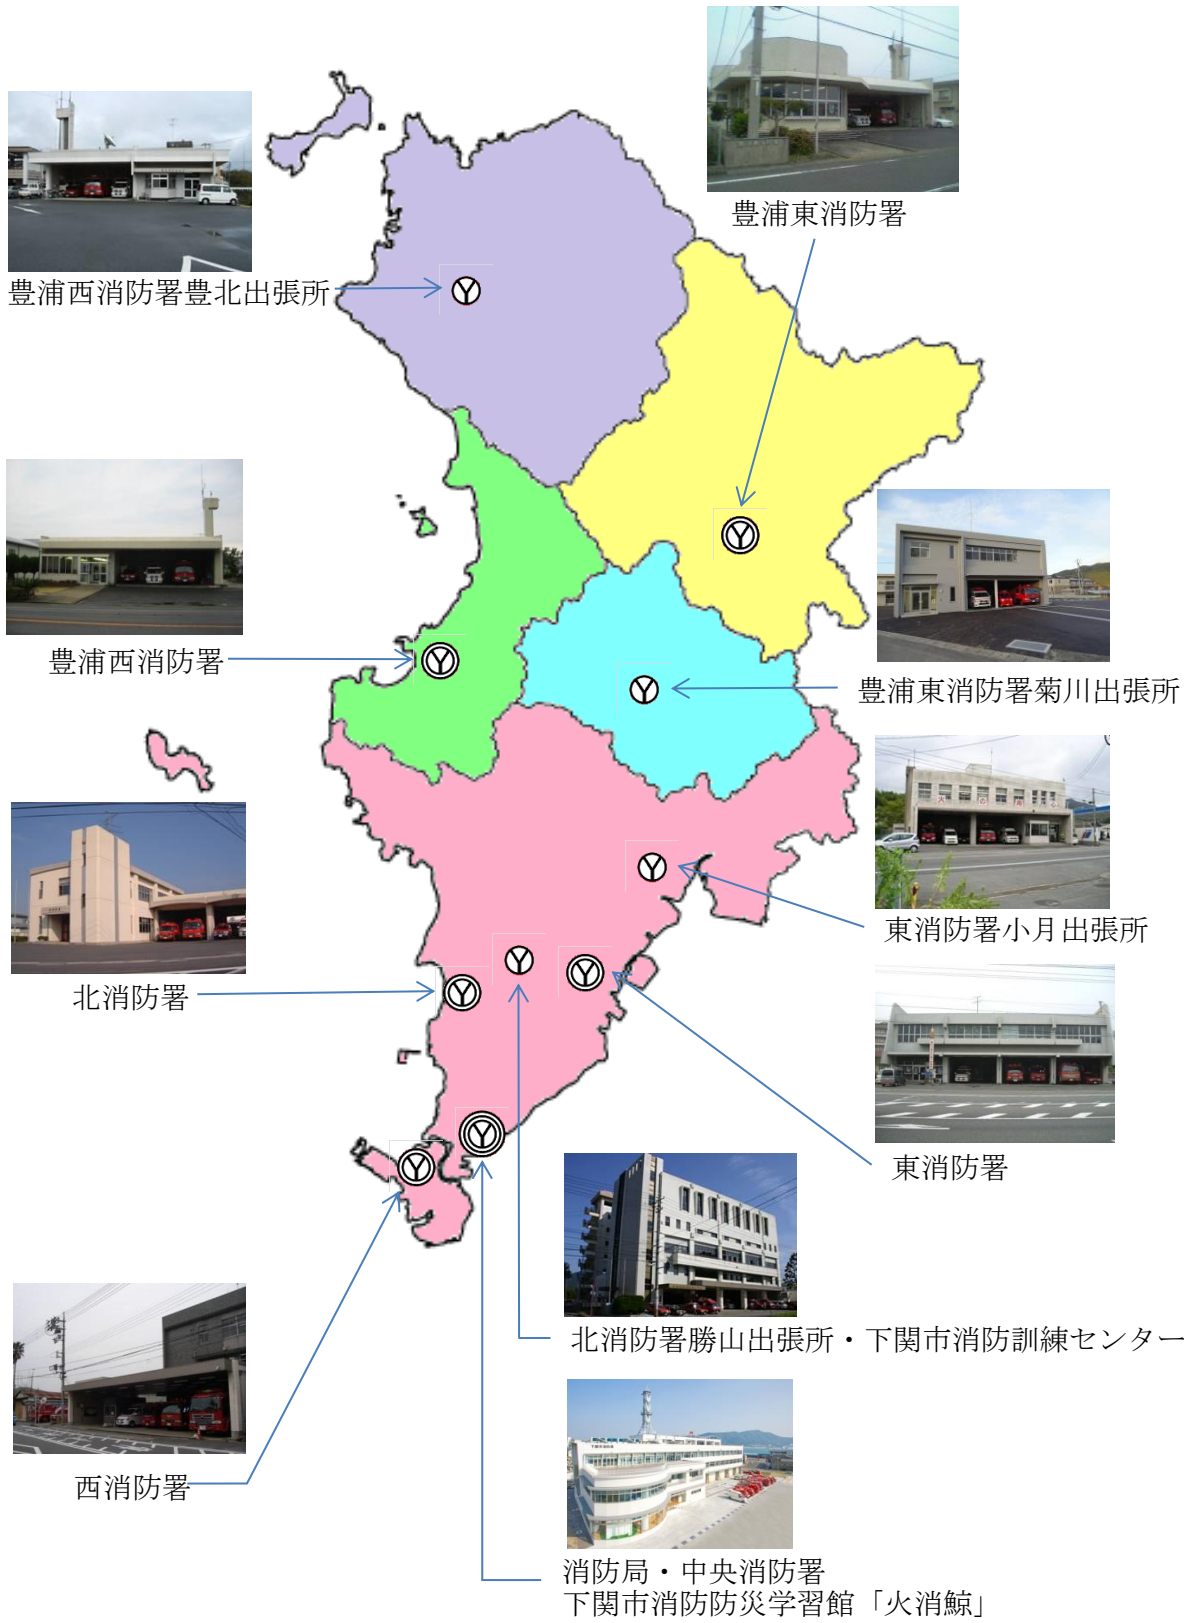 豊浦東消防署
豊浦西消防署豊北出張所
豊浦西消防署
豊浦東消防署菊川出張所
東消防署小月出張所
北消防署
東消防署
北消防署勝山出張所・下関市消防訓練センター
西消防署
消防局・中央消防署
下関市消防防災学習館「火消鯨」